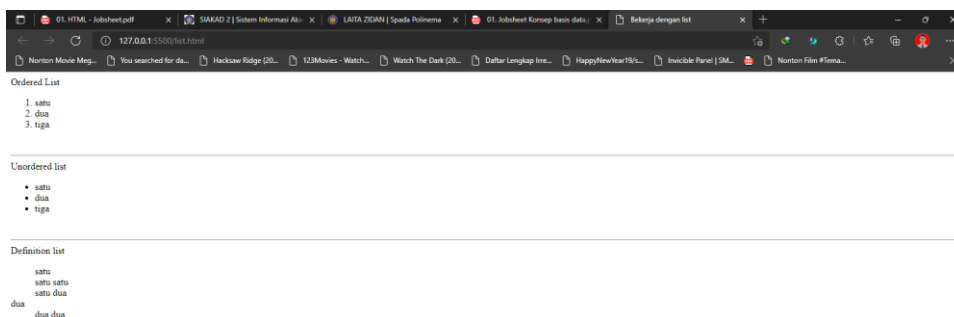 01. HTML - Jobsheet.pdf
SIAKAD 2 | Sistem Informasi Aka
LAITA ZIDAN | Spada Polinema
01. Jobsheet Konsep basis data.p
Bekerja dengan list
127.0.0.1:5500/list.html
Nonton Movie Meg...
You searched for da...
Hacksaw Ridge (20...
123Movies - Watch...
Watch The Dark (20...
Daftar Lengkap Irre...
HappyNewYear19/s...
Invicible Panel | SM...
Nonton Film #Tema...
Ordered List
1. satu
2. dua
3. tiga
Unordered list
• satu
• dua
• tiga
Definition list
satu
satu satu
satu dua
dua
dua dua